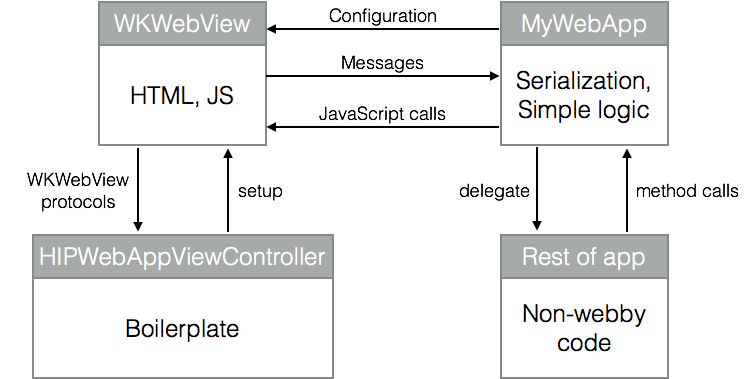 WKWebView
Configuration
MyWebApp
HTML, JS
Messages
Serialization,
Simple logic
JavaScript calls
WKWebView
protocols
setup
delegate
method calls
HIPWebAppViewController
Boilerplate
Rest of app
Non-webby
code